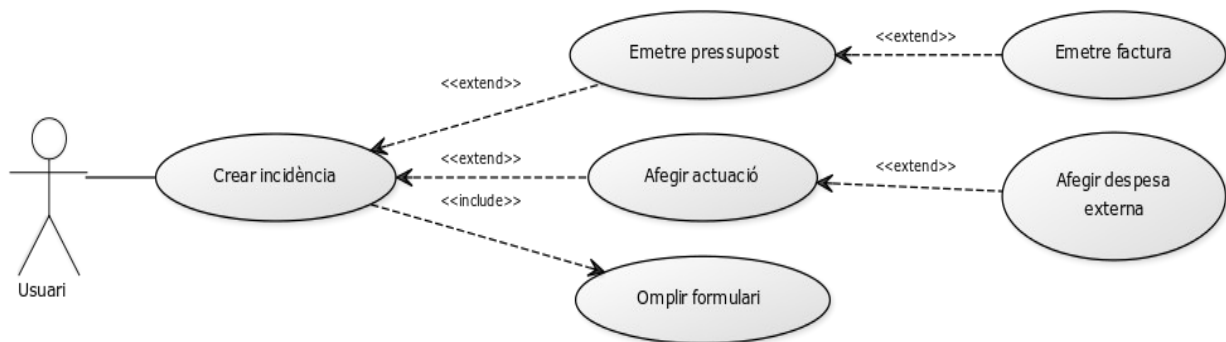 <<extend>>
Emetre pressupost
Emetre factura
<<extend>>
Crear incidència
<<extend>>
Afegir actuació
<<extend>>
Afegir despesa
externa
<<include>>
Omplir formulari
Usuari